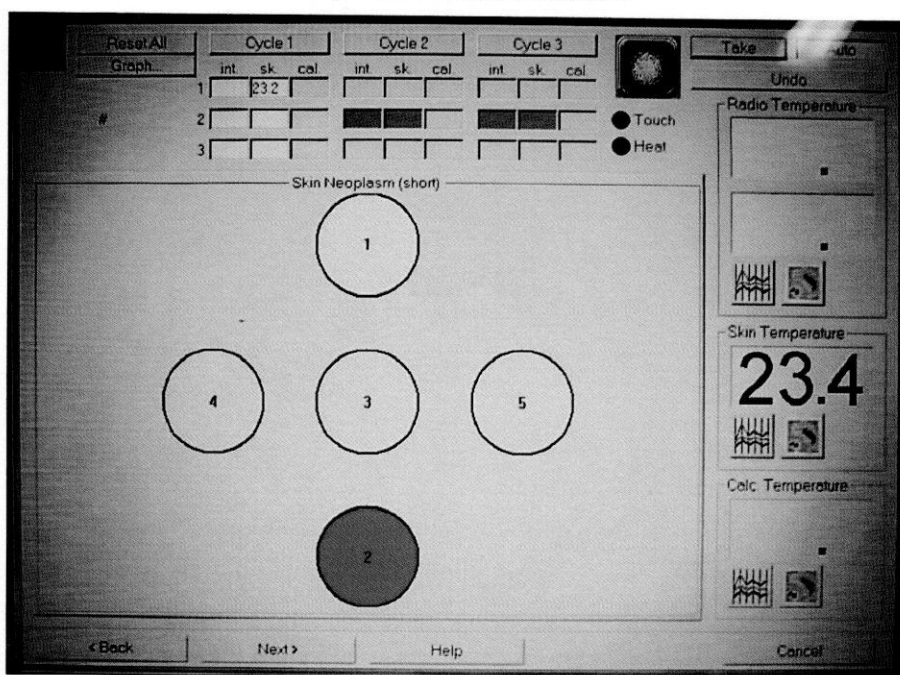 Reset All Cycle 1 Cycle 2 Cycle 3 Take
Graph... int. sk. cal. int. sk. cal. int. sk. cal. Undo
1 23.2
# 2 Touch
3 Heat
Radio Temperature
Skin Neoplasm (short)
1
4 3 5
2
Skin Temperature
23.4
Calc. Temperature
< Back Next > Help Cancel